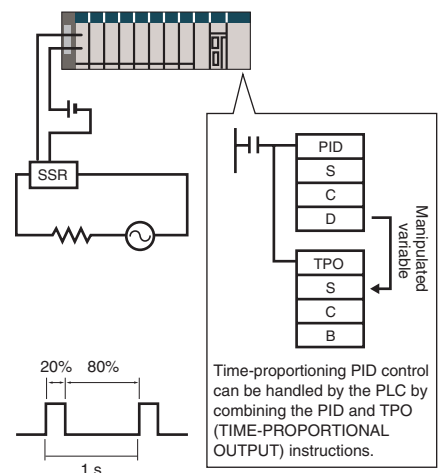 SSR
PID
S
C
D
Manipulated
variable
TPO
S
C
B
Time-proportioning PID control
can be handled by the PLC by
combining the PID and TPO
(TIME-PROPORTIONAL
OUTPUT) instructions.
20% 80%
1 s